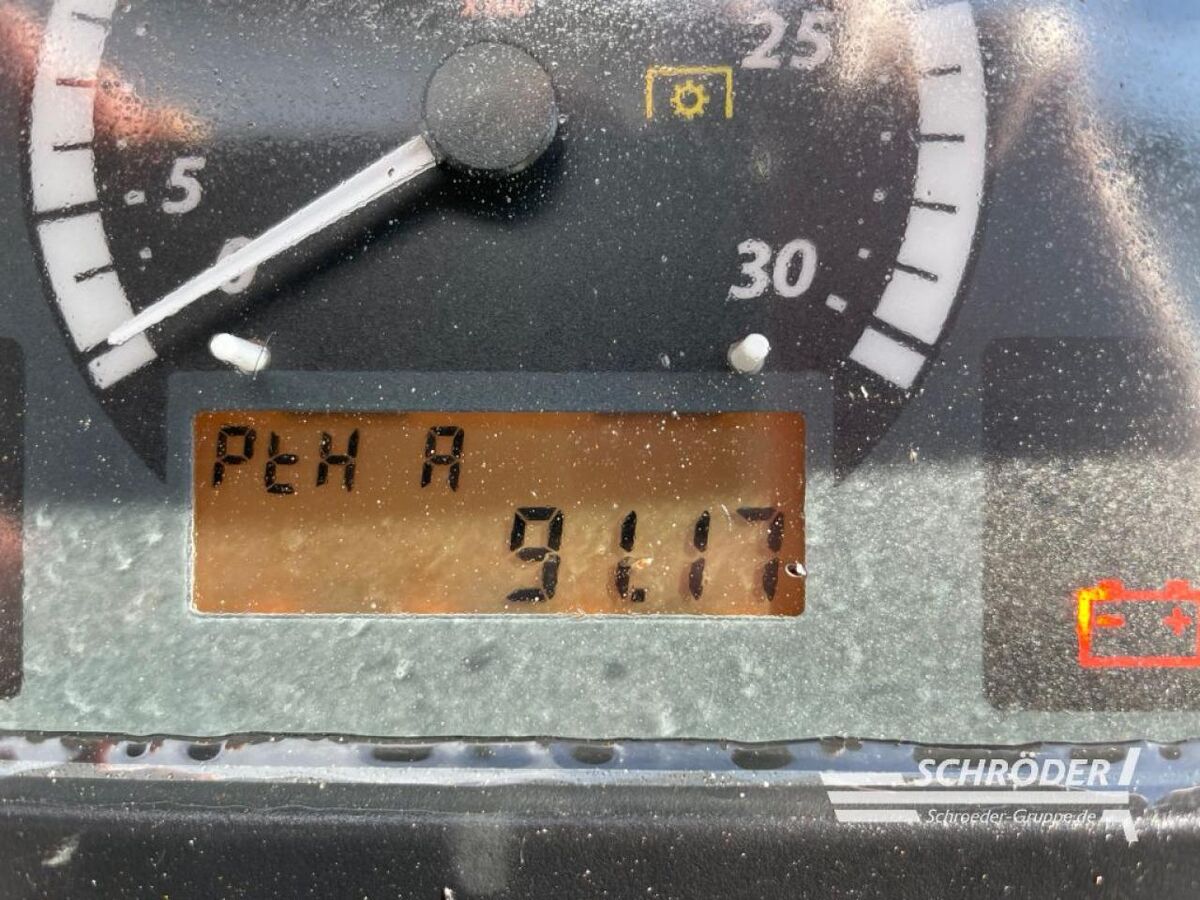 25
5
0
30
PtH A
91.17
SCHRÖDER
Schroeder-Gruppe.de